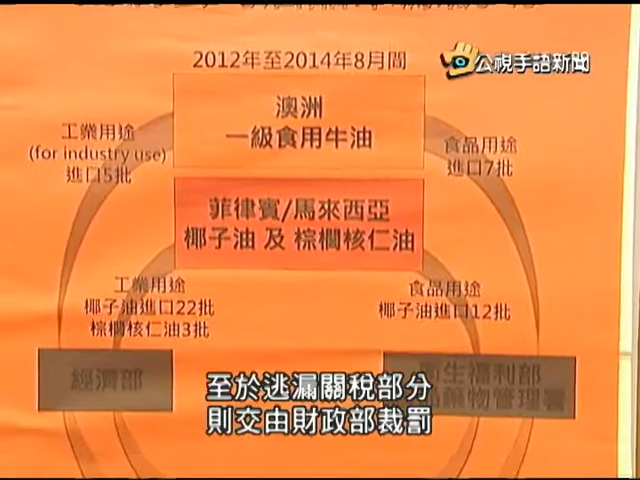 2012年至2014年8月間
公視手語新聞
澳洲
一級食用牛油
工業用途
(for industry use)
進口5批
食品用途
進口7批
菲律賓/馬來西亞
椰子油 及 棕櫚核仁油
工業用途
椰子油進口22批
棕櫚核仁油3批
食品用途
椰子油進口12批
經濟部
生福利部
藥物管理署
至於逃漏關稅部分
則交由財政部裁罰